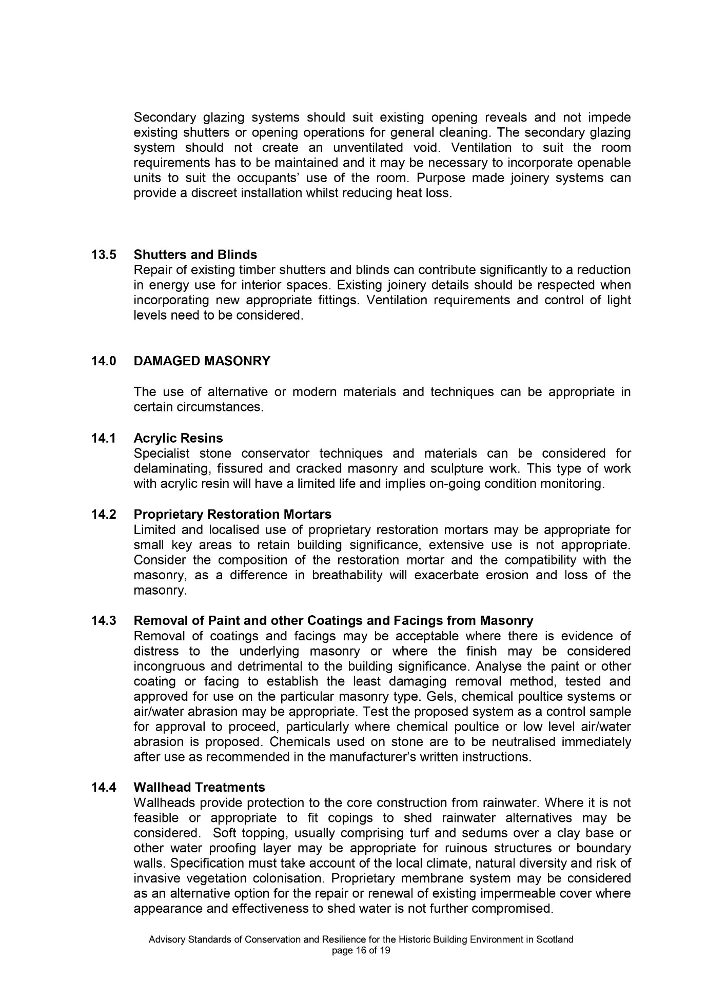 Secondary glazing systems should suit existing opening reveals and not impede
existing shutters or opening operations for general cleaning. The secondary glazing
system should not create an unventilated void. Ventilation to suit the room
requirements has to be maintained and it may be necessary to incorporate openable
units to suit the occupants’ use of the room. Purpose made joinery systems can
provide a discreet installation whilst reducing heat loss.
13.5 Shutters and Blinds
Repair of existing timber shutters and blinds can contribute significantly to a reduction
in energy use for interior spaces. Existing joinery details should be respected when
incorporating new appropriate fittings. Ventilation requirements and control of light
levels need to be considered.
14.0 DAMAGED MASONRY
The use of alternative or modern materials and techniques can be appropriate in
certain circumstances.
14.1 Acrylic Resins
Specialist stone conservator techniques and materials can be considered for
delaminating, fissured and cracked masonry and sculpture work. This type of work
with acrylic resin will have a limited life and implies on-going condition monitoring.
14.2 Proprietary Restoration Mortars
Limited and localised use of proprietary restoration mortars may be appropriate for
small key areas to retain building significance, extensive use is not appropriate.
Consider the composition of the restoration mortar and the compatibility with the
masonry, as a difference in breathability will exacerbate erosion and loss of the
masonry.
14.3 Removal of Paint and other Coatings and Facings from Masonry
Removal of coatings and facings may be acceptable where there is evidence of
distress to the underlying masonry or where the finish may be considered
incongruous and detrimental to the building significance. Analyse the paint or other
coating or facing to establish the least damaging removal method, tested and
approved for use on the particular masonry type. Gels, chemical poultice systems or
air/water abrasion may be appropriate. Test the proposed system as a control sample
for approval to proceed, particularly where chemical poultice or low level air/water
abrasion is proposed. Chemicals used on stone are to be neutralised immediately
after use as recommended in the manufacturer’s written instructions.
14.4 Wallhead Treatments
Wallheads provide protection to the core construction from rainwater. Where it is not
feasible or appropriate to fit copings to shed rainwater alternatives may be
considered. Soft topping, usually comprising turf and sedums over a clay base or
other water proofing layer may be appropriate for ruinous structures or boundary
walls. Specification must take account of the local climate, natural diversity and risk of
invasive vegetation colonisation. Proprietary membrane system may be considered
as an alternative option for the repair or renewal of existing impermeable cover where
appearance and effectiveness to shed water is not further compromised.
Advisory Standards of Conservation and Resilience for the Historic Building Environment in Scotland
page 16 of 19